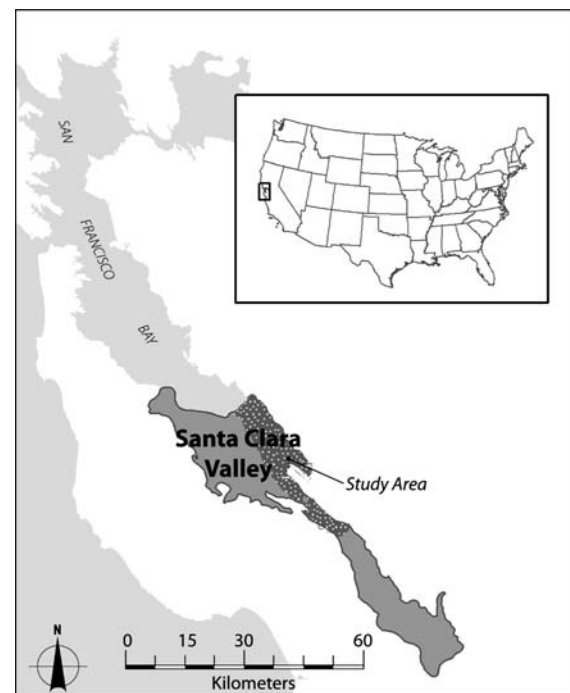 SAN
FRANCISCO
BAY
Santa Clara
Valley
Study Area
N
0 15 30 60
Kilometers